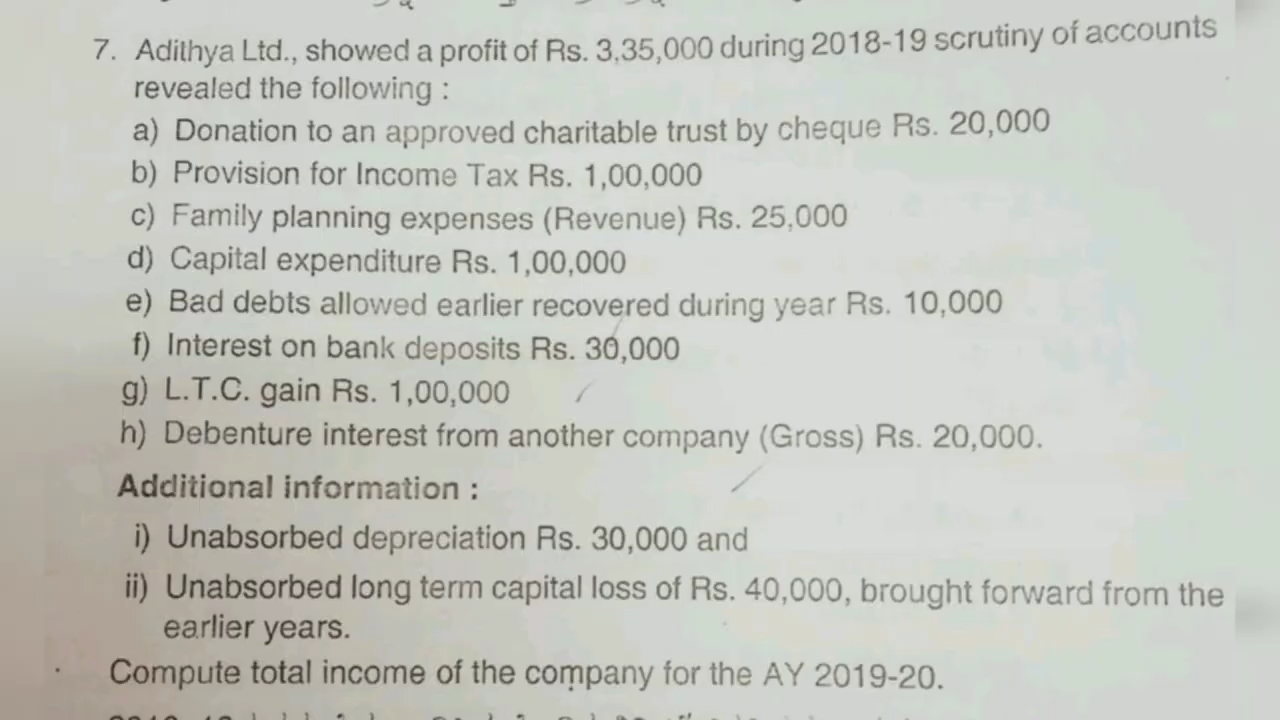 7. Adithya Ltd., showed a profit of Rs. 3,35,000 during 2018-19 scrutiny of accounts
revealed the following :
a) Donation to an approved charitable trust by cheque Rs. 20,000
b) Provision for Income Tax Rs. 1,00,000
c) Family planning expenses (Revenue) Rs. 25,000
d) Capital expenditure Rs. 1,00,000
e) Bad debts allowed earlier recovered during year Rs. 10,000
f) Interest on bank deposits Rs. 30,000
g) L.T.C. gain Rs. 1,00,000
h) Debenture interest from another company (Gross) Rs. 20,000.
Additional information :
i) Unabsorbed depreciation Rs. 30,000 and
ii) Unabsorbed long term capital loss of Rs. 40,000, brought forward from the
earlier years.
Compute total income of the company for the AY 2019-20.